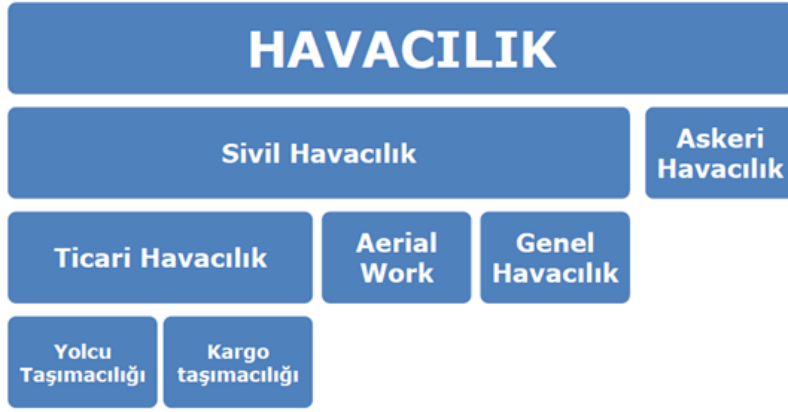 HAVACILIK
Sivil Havacılık
Askeri
Havacılık
Ticari Havacılık
Aerial
Work
Genel
Havacılık
Yolcu
Taşımacılığı
Kargo
taşımacılığı